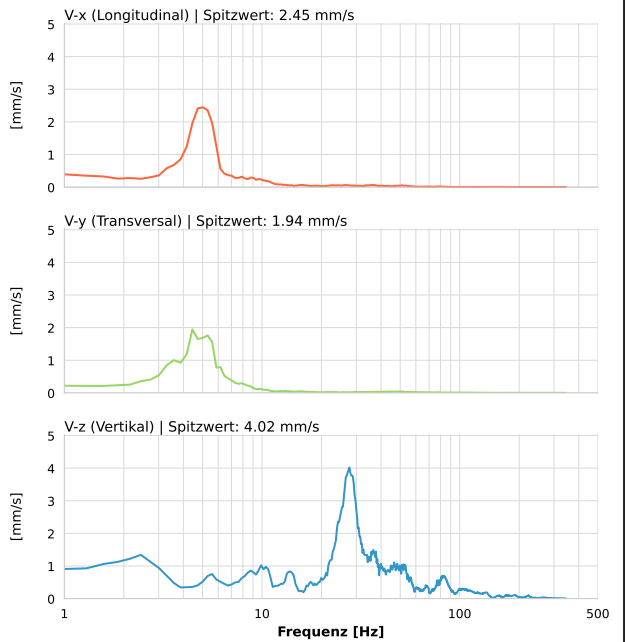 V-x (Longitudinal) | Spitzwert: 2.45 mm/s
5
4
3
2
1
0
[mm/s]
V-y (Transversal) | Spitzwert: 1.94 mm/s
5
4
3
2
1
0
[mm/s]
V-z (Vertikal) | Spitzwert: 4.02 mm/s
5
4
3
2
1
0
[mm/s]
1 10 100 500
Frequenz [Hz]